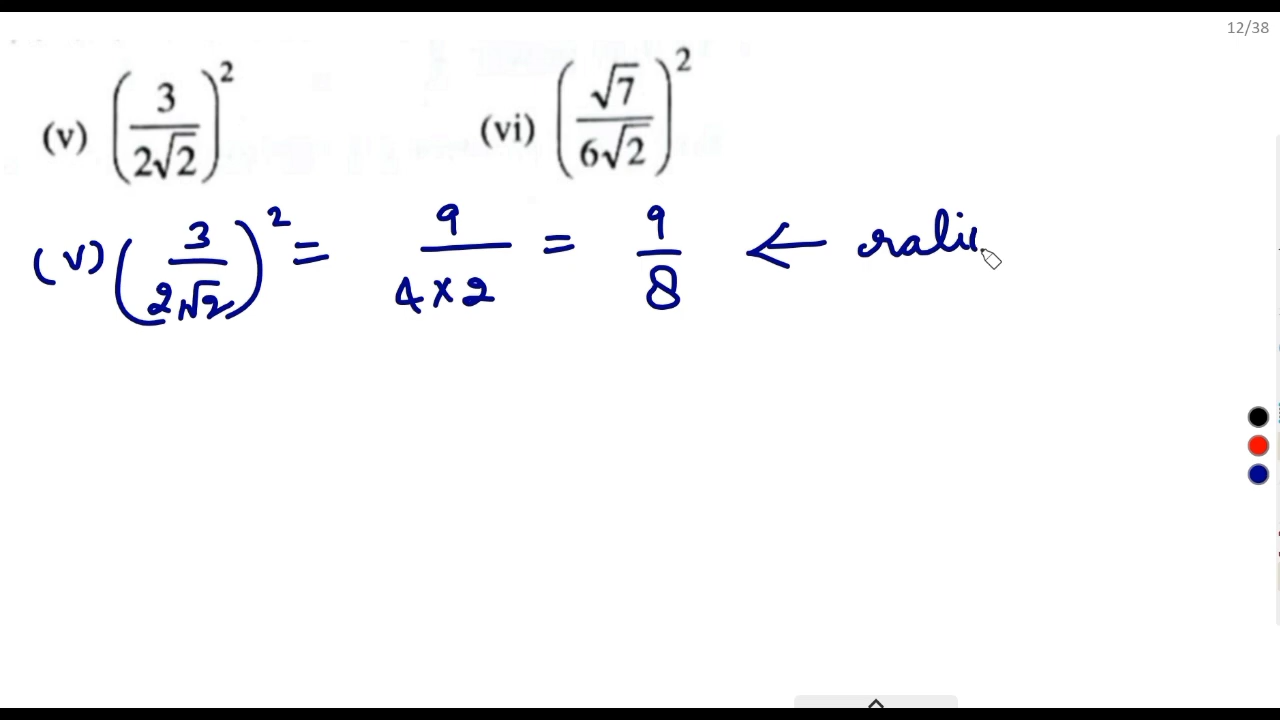 12/38
(v) (3/2√2)² (vi) (√7/6√2)²
(v) (3/2√2)² = 9/4×2 = 9/8 ← rati